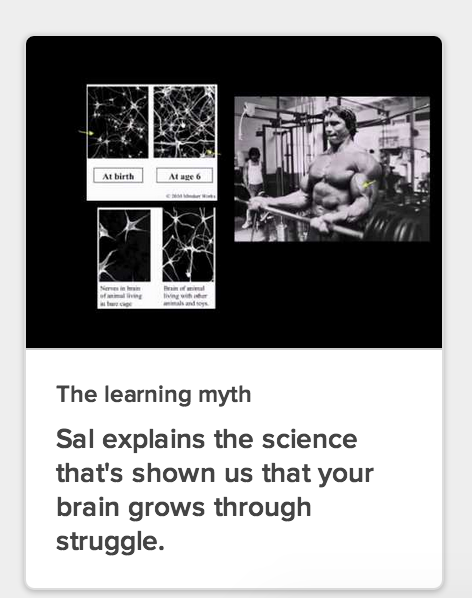 At birth
At age 6
© 2010 Mindset Works
Nerves in brain
of animal living
in bare cage
Brain of animal
living with other
animals and toys.
The learning myth
Sal explains the science
that's shown us that your
brain grows through
struggle.